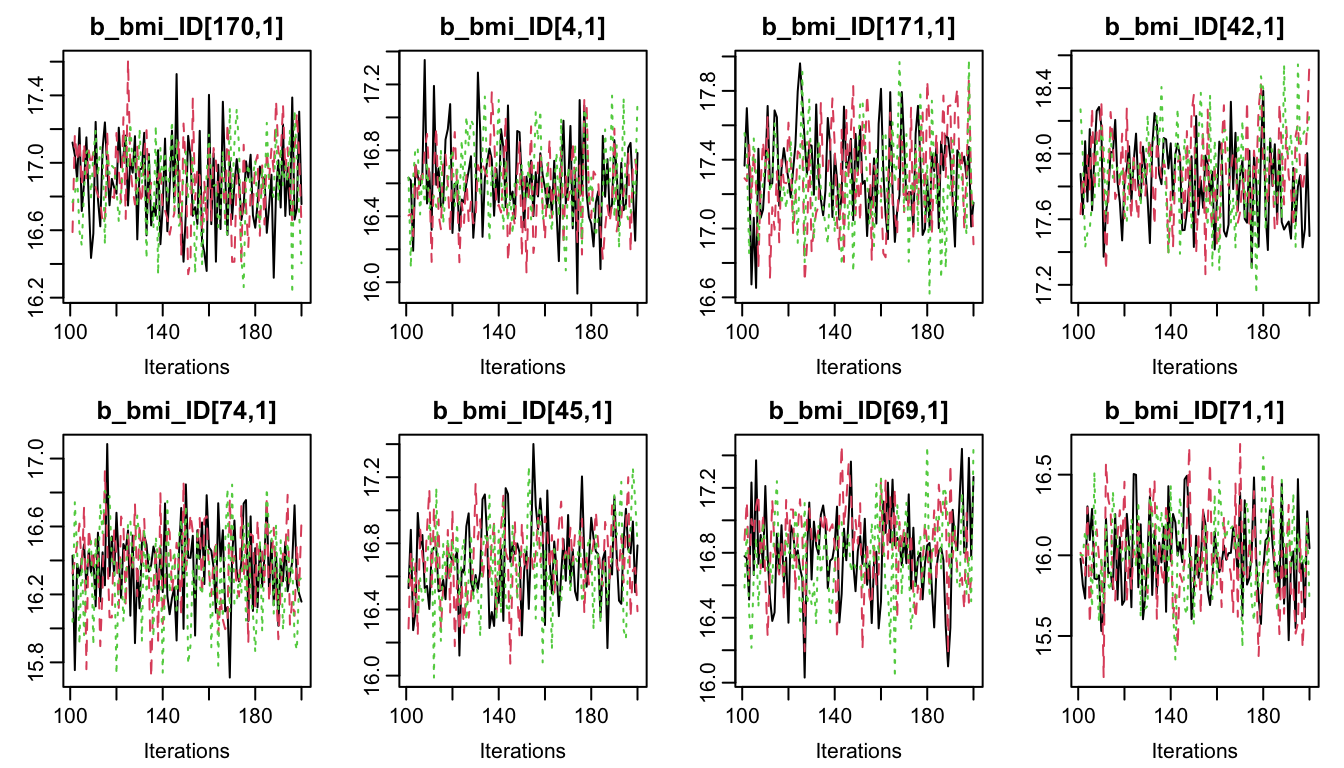 b_bmi_ID[170,1] b_bmi_ID[4,1] b_bmi_ID[171,1] b_bmi_ID[42,1]
17.4 17.2 17.8 18.4
17.0 16.8 17.4 18.0
16.6 16.4 17.0 17.6
16.2 16.0 16.6 17.2
100 140 180 100 140 180 100 140 180 100 140 180
Iterations Iterations Iterations Iterations
b_bmi_ID[74,1] b_bmi_ID[45,1] b_bmi_ID[69,1] b_bmi_ID[71,1]
17.0 17.2 17.2 16.5
16.6 16.8 16.8 16.0
16.2 16.4 16.4 15.5
15.8 16.0 16.0
100 140 180 100 140 180 100 140 180 100 140 180
Iterations Iterations Iterations Iterations